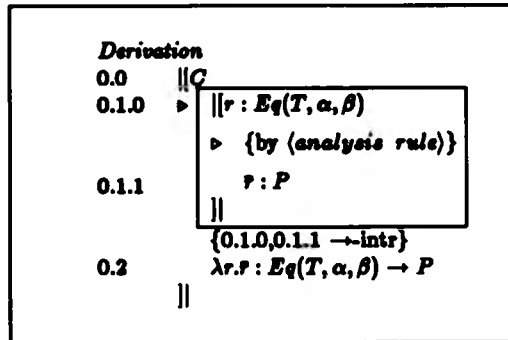 Derivation
0.0 |[C
0.1.0 ▹ |[r : Eq(T, α, β)
▹ {by ⟨analysis rule⟩}
0.1.1 r̄ : P
]|
{0.1.0,0.1.1 →-intr}
0.2 λr.r̄ : Eq(T, α, β) → P
]|